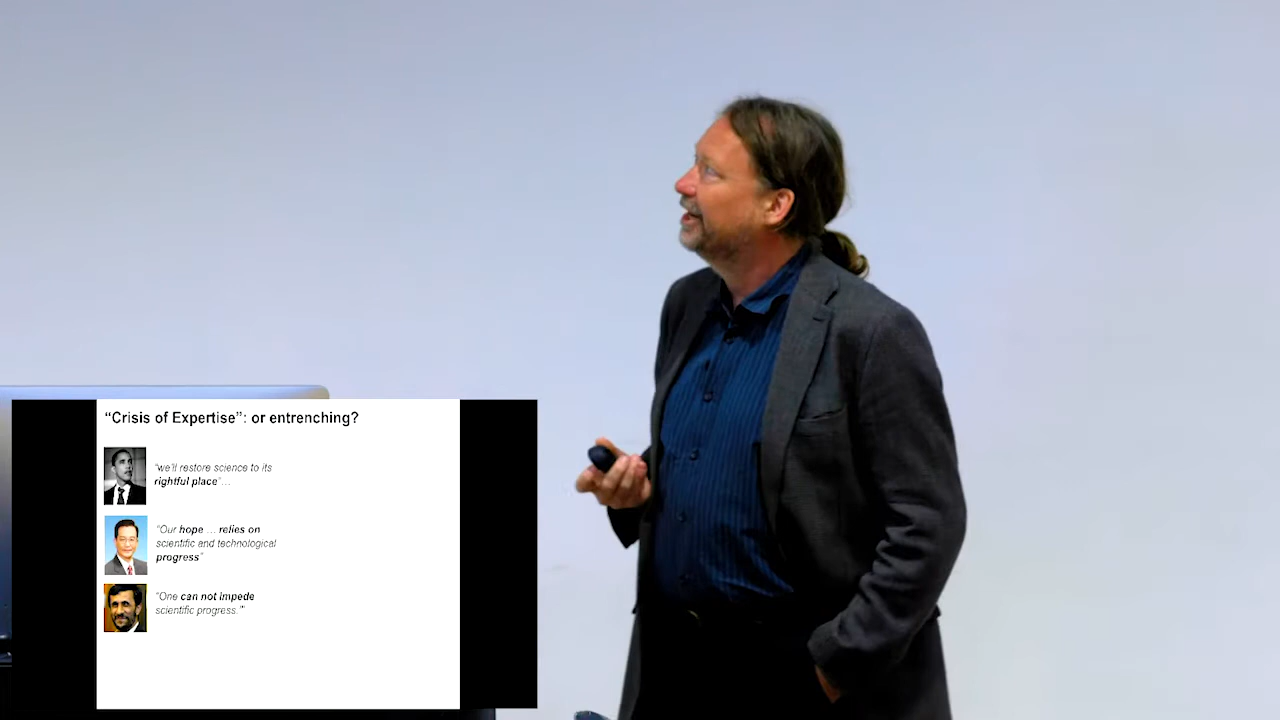 “Crisis of Expertise”: or entrenching?
“we’ll restore science to its
rightful place”…
“Our hope … relies on
scientific and technological
progress”
“One can not impede
scientific progress.”